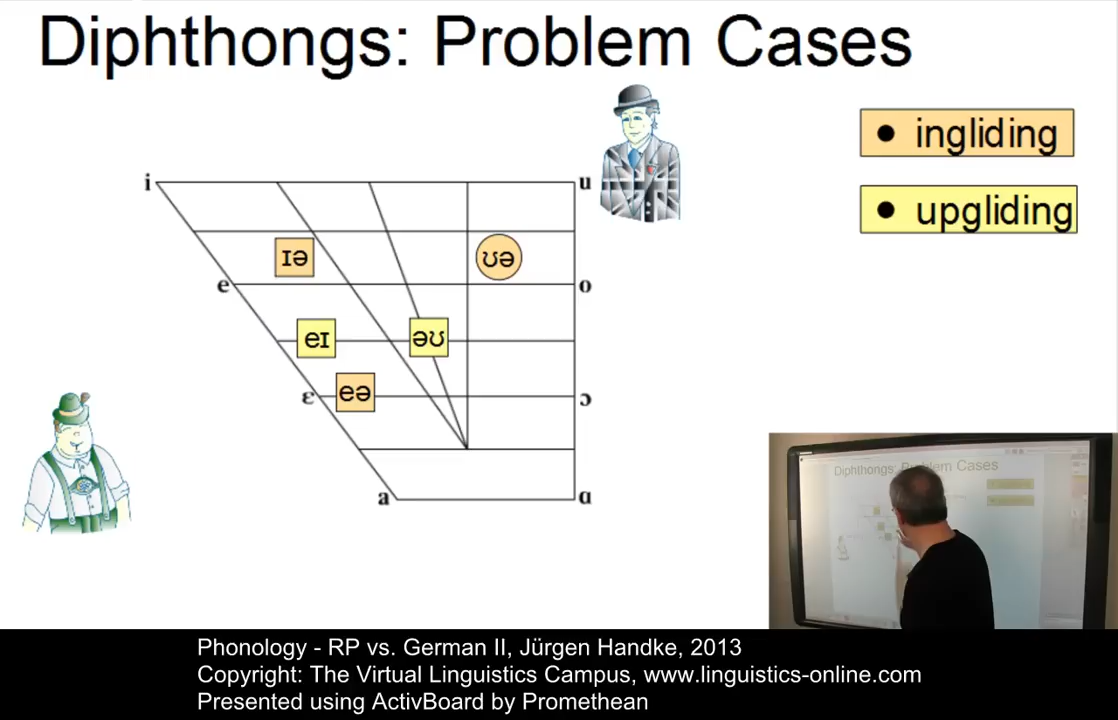 Diphthongs: Problem Cases
• ingliding
• upgliding
i
u
ɪə
ʊə
e
o
eɪ
əʊ
ɛ
eə
ɔ
a
ɑ
Diphthongs: Problem Cases
Phonology - RP vs. German II, Jürgen Handke, 2013
Copyright: The Virtual Linguistics Campus, www.linguistics-online.com
Presented using ActivBoard by Promethean